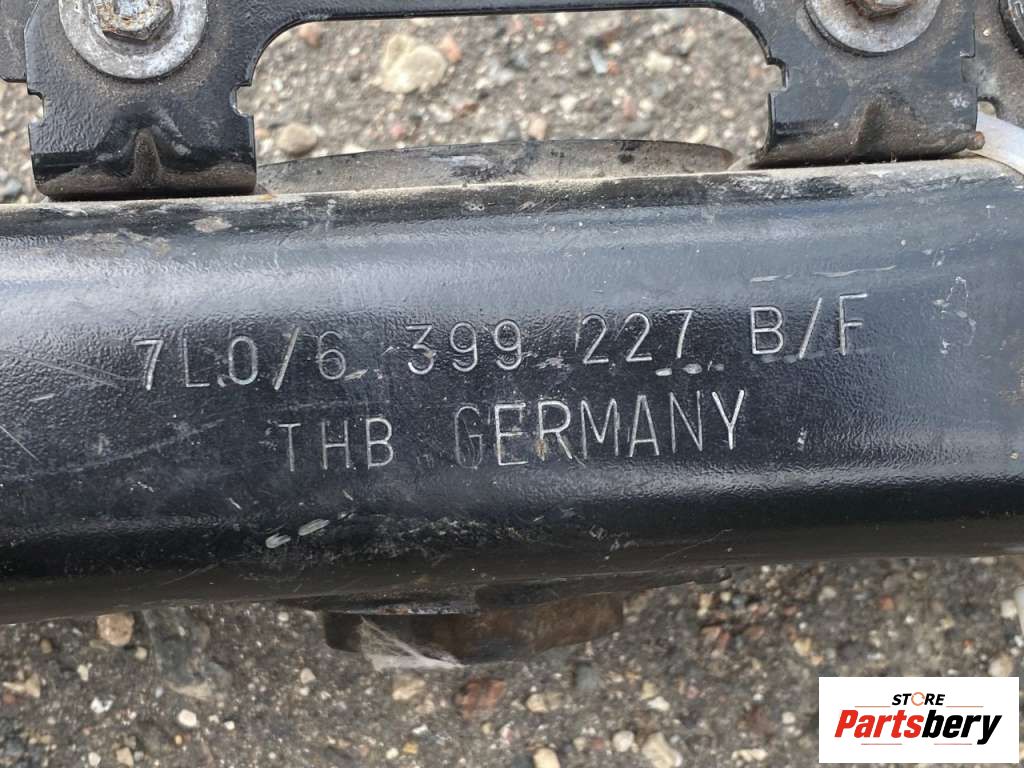 7L0/6 399 227 B/F
THB GERMANY
STORE
Partsbery